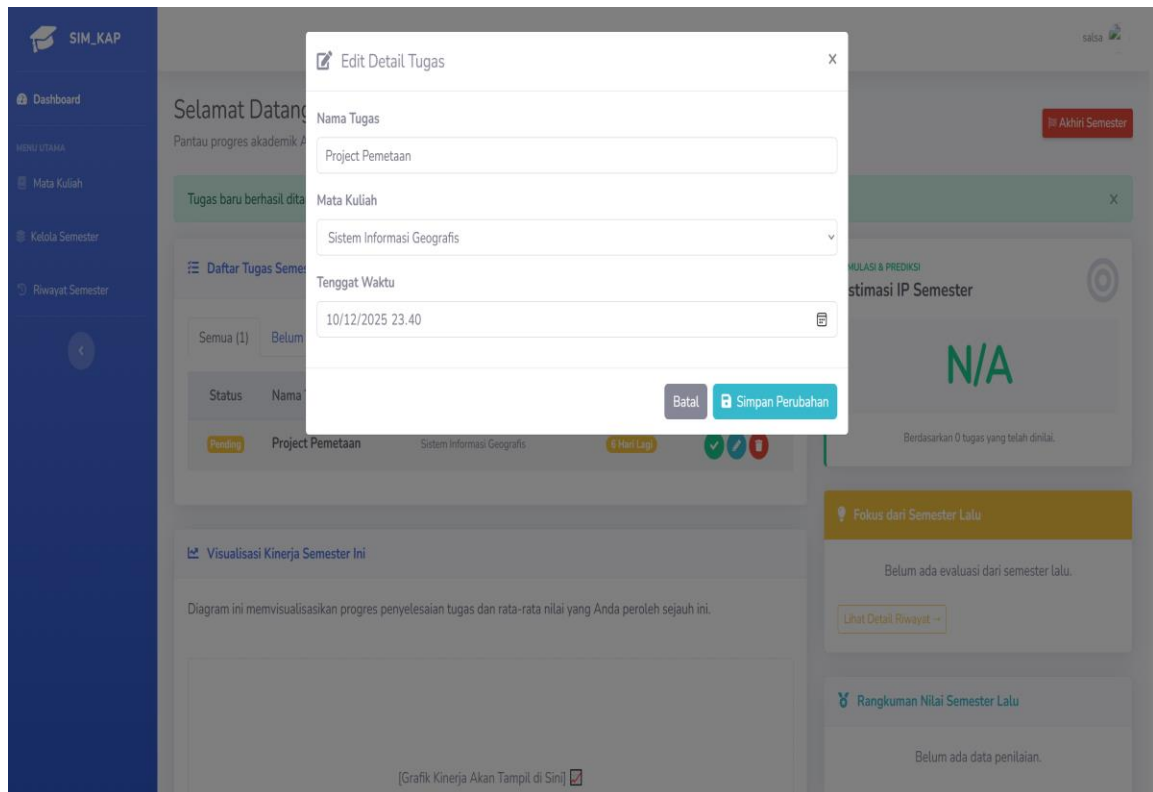 SIM_KAP
salsa
Dashboard
MENU UTAMA
Mata Kuliah
Kelola Semester
Riwayat Semester
Selamat Datang
Pantau progres akademik
Akhiri Semester
Tugas baru berhasil
X
Edit Detail Tugas
X
Nama Tugas
Project Pemetaan
Mata Kuliah
Sistem Informasi Geografis
Tenggat Waktu
10/12/2025 23.40
Batal
Simpan Perubahan
Daftar Tugas
Semua (1)
Belum
Status
Nama
Pending
Project Pemetaan
Sistem Informasi Geografis
6 Hari Lagi
& PREDIKSI
IP Semester
N/A
Berdasarkan 0 tugas yang telah dinilai.
Visualisasi Kinerja Semester Ini
Diagram ini memvisualisasikan progres penyelesaian tugas dan rata-rata nilai yang Anda peroleh sejauh ini.
[Grafik Kinerja Akan Tampil di Sini]
Fokus dari Semester Lalu
Belum ada evaluasi dari semester lalu.
Lihat Detail Riwayat →
Rangkuman Nilai Semester Lalu
Belum ada data penilaian.